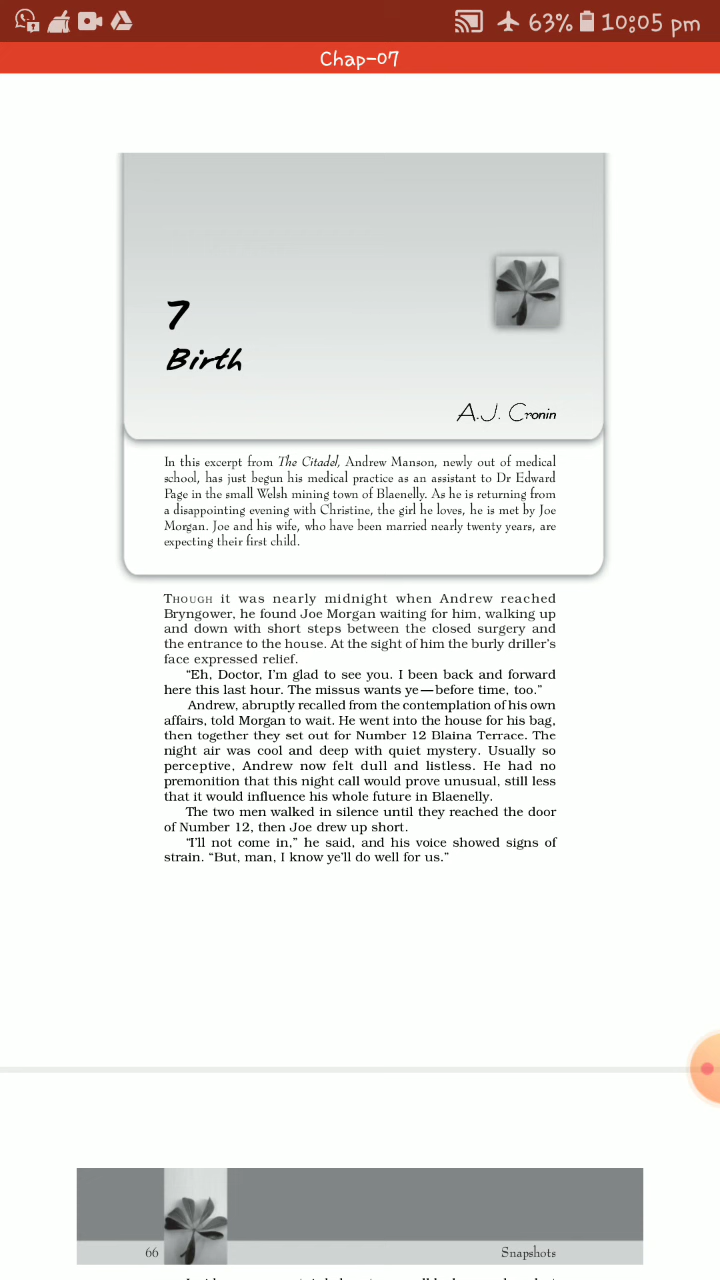 63% 10:05 pm
Chap-07
7
Birth
A.J. Cronin
In this excerpt from The Citadel, Andrew Manson, newly out of medical
school, has just begun his medical practice as an assistant to Dr Edward
Page in the small Welsh mining town of Blaenelly. As he is returning from
a disappointing evening with Christine, the girl he loves, he is met by Joe
Morgan. Joe and his wife, who have been married nearly twenty years, are
expecting their first child.
THOUGH it was nearly midnight when Andrew reached
Bryngower, he found Joe Morgan waiting for him, walking up
and down with short steps between the closed surgery and
the entrance to the house. At the sight of him the burly driller's
face expressed relief.
“Eh, Doctor, I'm glad to see you. I been back and forward
here this last hour. The missus wants ye — before time, too.”
Andrew, abruptly recalled from the contemplation of his own
affairs, told Morgan to wait. He went into the house for his bag,
then together they set out for Number 12 Blaina Terrace. The
night air was cool and deep with quiet mystery. Usually so
perceptive, Andrew now felt dull and listless. He had no
premonition that this night call would prove unusual, still less
that it would influence his whole future in Blaenelly.
The two men walked in silence until they reached the door
of Number 12, then Joe drew up short.
“I'll not come in,” he said, and his voice showed signs of
strain. “But, man, I know ye'll do well for us.”
66 Snapshots